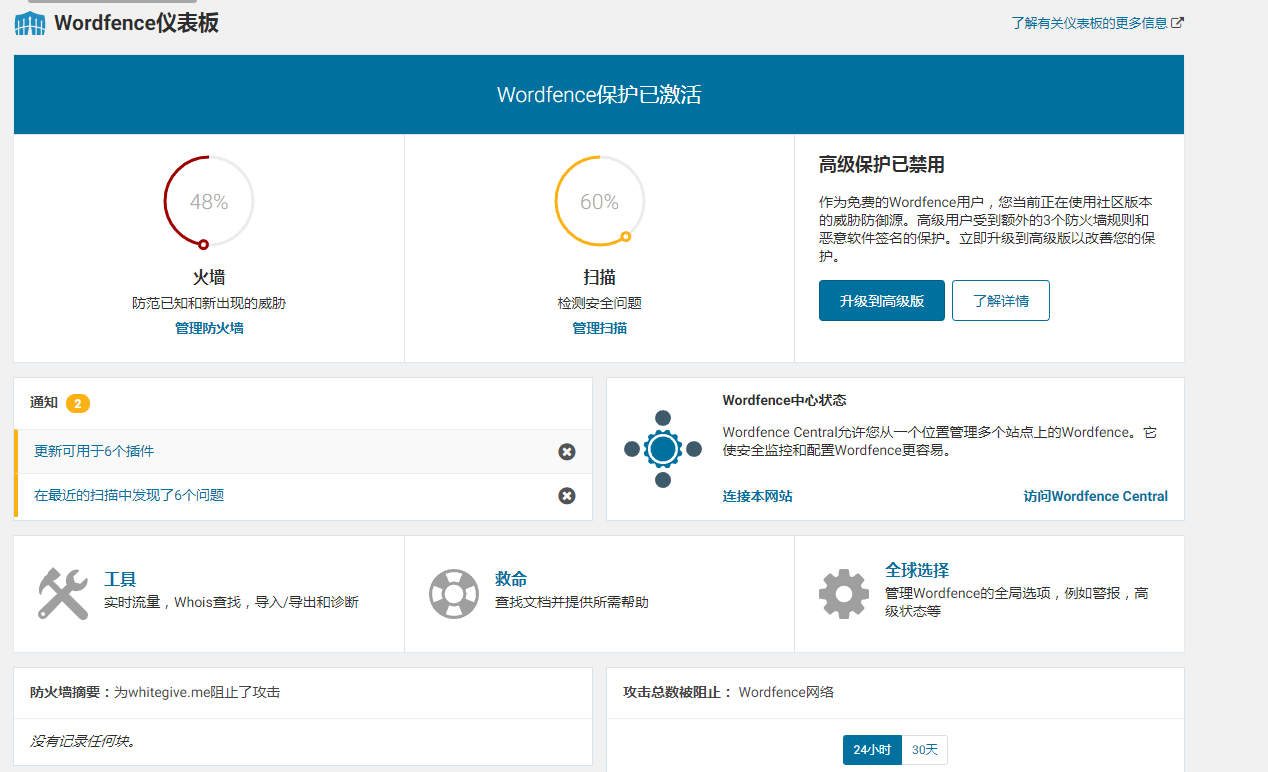 Wordfence仪表板
了解有关仪表板的更多信息
Wordfence保护已激活
48%
火墙
防范已知和新出现的威胁
管理防火墙
60%
扫描
检测安全问题
管理扫描
高级保护已禁用
作为免费的Wordfence用户，您当前正在使用社区版本
的威胁防御源。高级用户受到额外的3个防火墙规则和
恶意软件签名的保护。立即升级到高级版以改善您的保
护。
升级到高级版
了解详情
通知 2
更新可用于6个插件
在最近的扫描中发现了6个问题
Wordfence中心状态
Wordfence Central允许您从一个位置管理多个站点上的Wordfence。它
使安全监控和配置Wordfence更容易。
连接本网站
访问Wordfence Central
工具
实时流量，Whois查找，导入/导出和诊断
救命
查找文档并提供所需帮助
全球选择
管理Wordfence的全局选项，例如警报，高
级状态等
防火墙摘要：为whitegive.me阻止了攻击
没有记录任何块。
攻击总数被阻止： Wordfence网络
24小时
30天